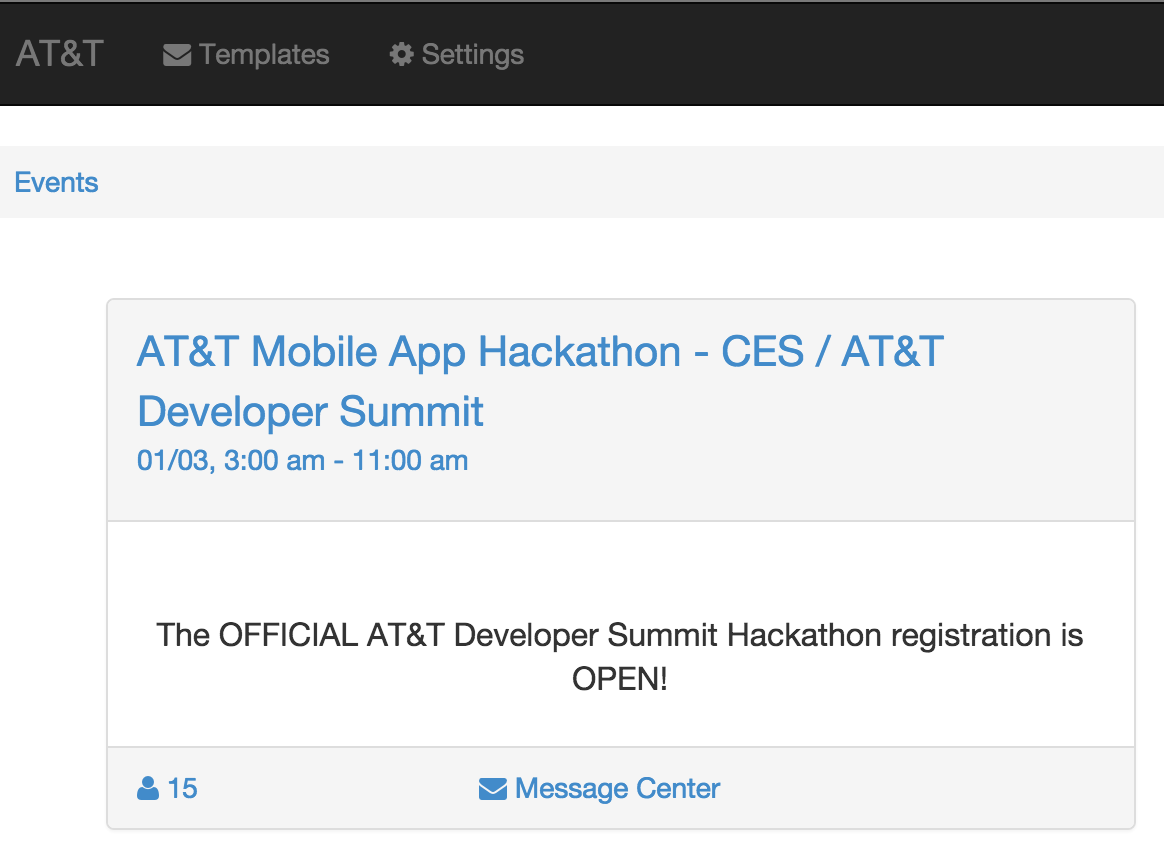 AT&T Templates Settings
Events
AT&T Mobile App Hackathon - CES / AT&T
Developer Summit
01/03, 3:00 am - 11:00 am
The OFFICIAL AT&T Developer Summit Hackathon registration is
OPEN!
15 Message Center